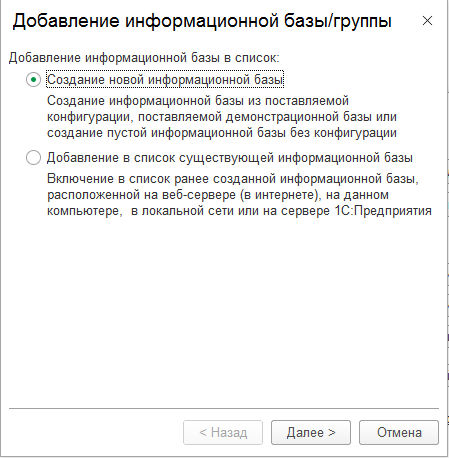 Добавление информационной базы/группы
Добавление информационной базы в список:
Создание новой информационной базы
Создание информационной базы из поставляемой
конфигурации, поставляемой демонстрационной базы или
создание пустой информационной базы без конфигурации
Добавление в список существующей информационной базы
Включение в список ранее созданной информационной базы,
расположенной на веб-сервере (в интернете), на данном
компьютере, в локальной сети или на сервере 1С:Предприятия
< Назад
Далее >
Отмена